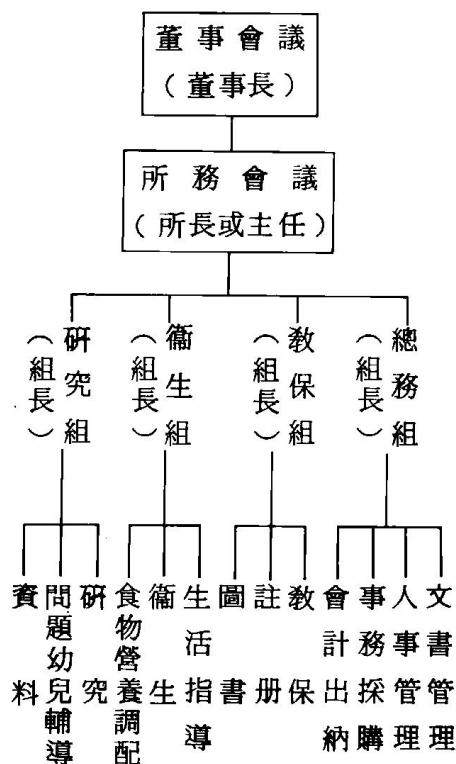 董事會議
(董事長)
所務會議
(所長或主任)
總務組
(組長)
教保組
(組長)
衞生組
(組長)
研究組
(組長)
文書管理
人事管理
事務採購
會計出納
教保
註册
圖書
生活指導
衞生
食物營養調配
研究
問題幼兒輔導
資料